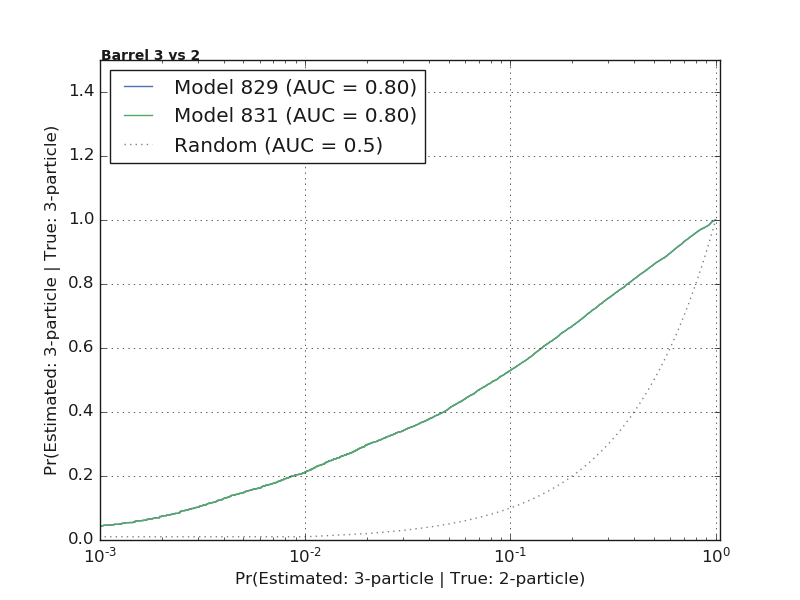 Barrel 3 vs 2
Model 829 (AUC = 0.80)
Model 831 (AUC = 0.80)
Random (AUC = 0.5)
1.4
1.2
1.0
0.8
0.6
0.4
0.2
0.0
Pr(Estimated: 3-particle | True: 3-particle)
10⁻³ 10⁻² 10⁻¹ 10⁰
Pr(Estimated: 3-particle | True: 2-particle)